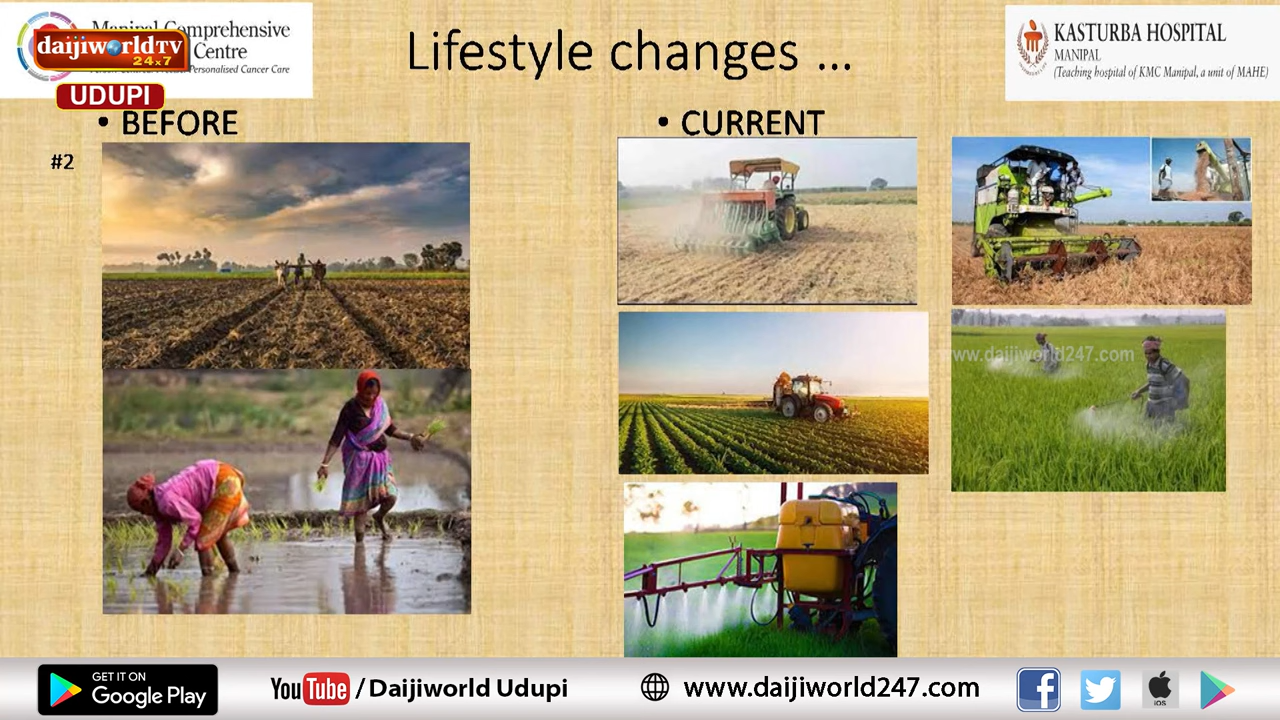 Manipal Comprehensive
Centre
Personalised Cancer Care
daijiworldTV
24x7
UDUPI
Lifestyle changes ...
KASTURBA HOSPITAL
MANIPAL
(Teaching hospital of KMC Manipal, a unit of MAHE)
• BEFORE
• CURRENT
#2
www.daijiworld247.com
GET IT ON
Google Play
YouTube / Daijiworld Udupi
www.daijiworld247.com
iOS